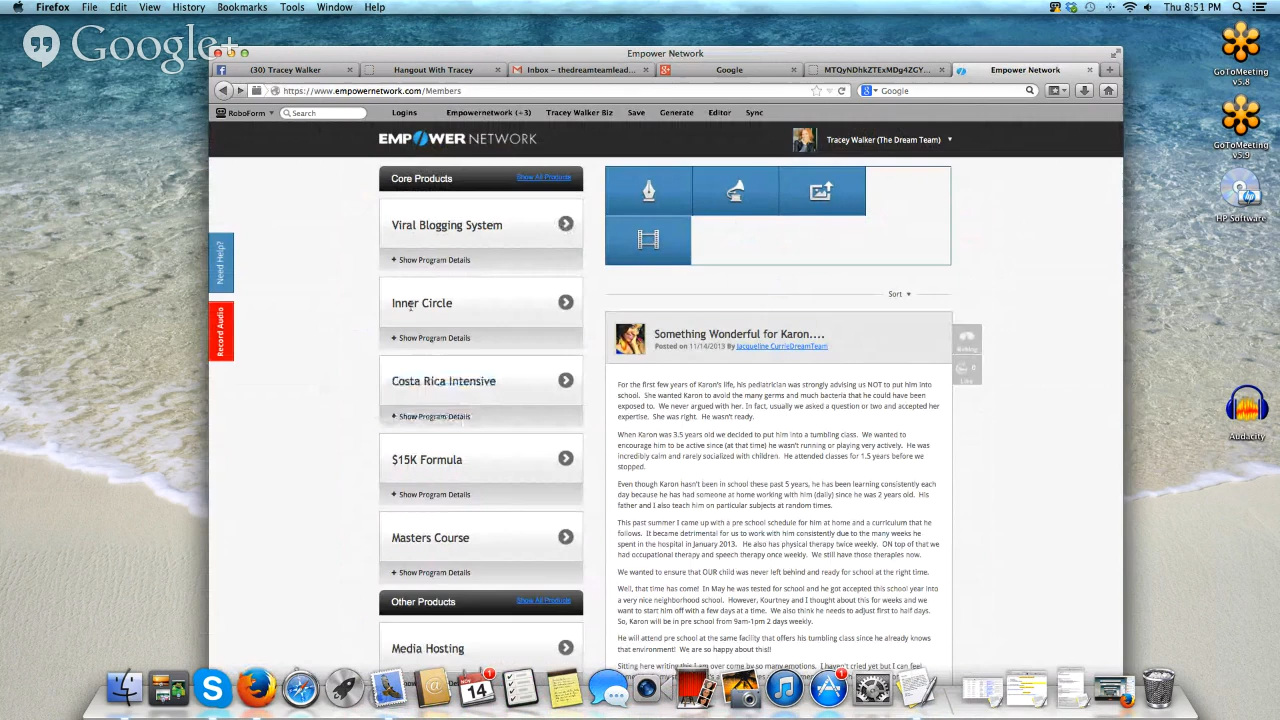 Firefox File Edit View History Bookmarks Tools Window Help
Thu 8:51 PM
Google+
Empower Network
(30) Tracey Walker
Hangout With Tracey
Inbox – thedreamteamlead...
Google
MTQyNDhkZTExMDg4ZGY...
Empower Network
https://www.empowernetwork.com/Members
Google
RoboForm
Search
Logins
Empowernetwork (+3)
Tracey Walker Biz
Save
Generate
Editor
Sync
EMPOWER NETWORK
Tracey Walker (The Dream Team)
GoToMeeting v5.8
GoToMeeting v5.9
HP Software
Audacity
Need Help?
Record Audio
Core Products
Show All Products
Viral Blogging System
+ Show Program Details
Inner Circle
+ Show Program Details
Costa Rica Intensive
+ Show Program Details
$15K Formula
+ Show Program Details
Masters Course
+ Show Program Details
Other Products
Show All Products
Media Hosting
Sort
Something Wonderful for Karon....
Posted on 11/14/2013 By Jacqueline CurrieDreamTeam
0
Like
For the first few years of Karon's life, his pediatrician was strongly advising us NOT to put him into
school. She wanted Karon to avoid the many germs and much bacteria that he could have been
exposed to. We never argued with her. In fact, usually we asked a question or two and accepted her
expertise. She was right. He wasn't ready.
When Karon was 3.5 years old we decided to put him into a tumbling class. We wanted to
encourage him to be active since (at that time) he wasn't running or playing very actively. He was
incredibly calm and rarely socialized with children. He attended classes for 1.5 years before we
stopped.
Even though Karon hasn't been in school these past 5 years, he has been learning consistently each
day because he has had someone at home working with him (daily) since he was 2 years old. His
father and I also teach him on particular subjects at random times.
This past summer I came up with a pre school schedule for him at home and a curriculum that he
follows. It became detrimental for us to work with him consistently due to the many weeks he
spent in the hospital in January 2013. He also has physical therapy twice weekly. ON top of that we
had occupational therapy and speech therapy once weekly. We still have those therapies now.
We wanted to ensure that OUR child was never left behind and ready for school at the right time.
Well, that time has come! In May he was tested for school and he got accepted this school year into
a very nice neighborhood school. However, Kourtney and I thought about this for weeks and we
want to start him off with a few days at a time. We also think he needs to adjust first to half days.
So, Karon will be in pre school from 9am-1pm 2 days weekly.
He will attend pre school at the same facility that offers his tumbling class since he already knows
that environment! We are so happy about this!!
Sitting here writing this I am over come by so many emotions. I haven't cried yet but I can feel
NOV
14
1
1